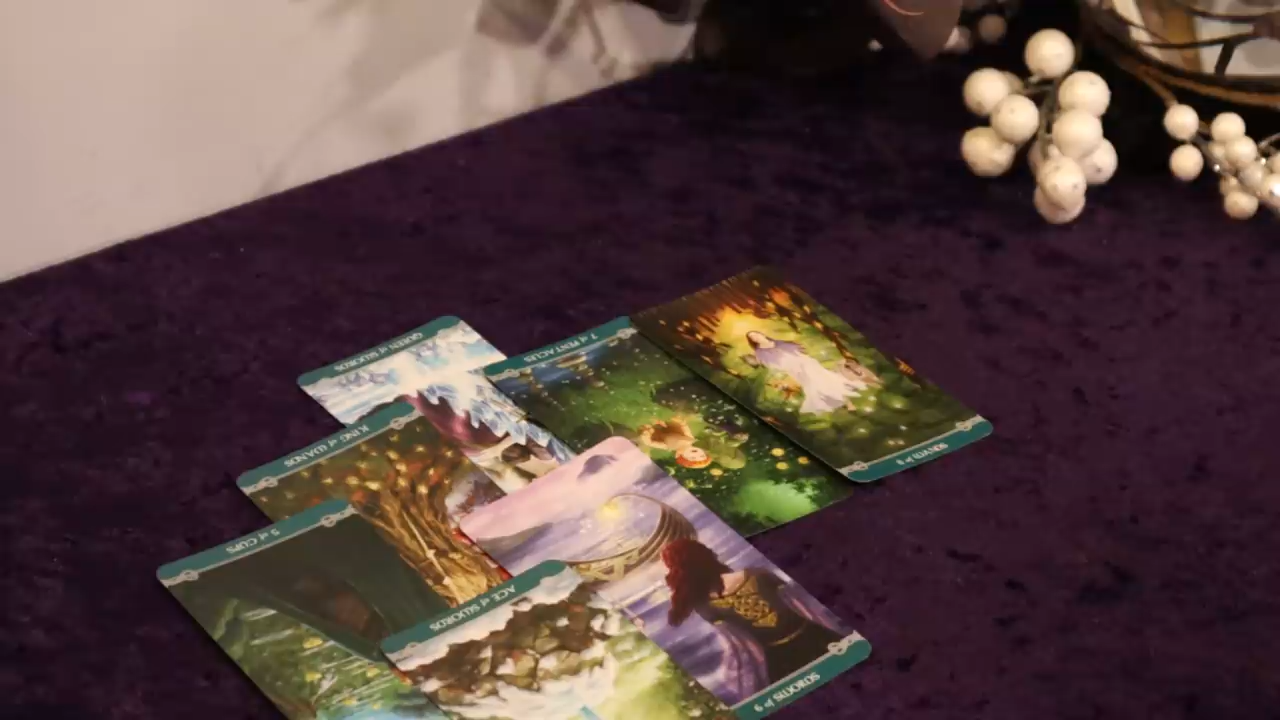 QUEEN of SWORDS
7 of PENTACLES
KING of WANDS
of WANDS
5 of CUPS
ACE of SWORDS
6 of SWORDS